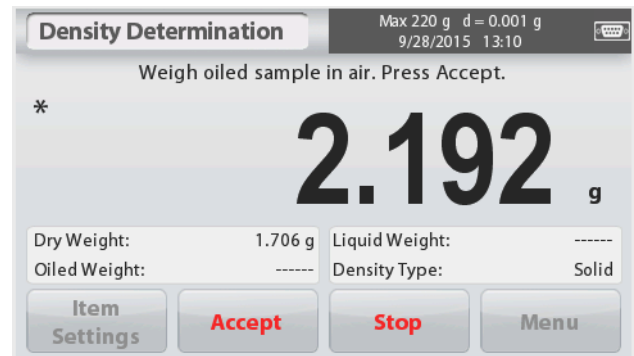 Density Determination
Max 220 g d = 0.001 g
9/28/2015 13:10
Weigh oiled sample in air. Press Accept.
*
2.192 g
Dry Weight: 1.706 g
Liquid Weight: ------
Oiled Weight: ------
Density Type: Solid
Item
Settings
Accept
Stop
Menu